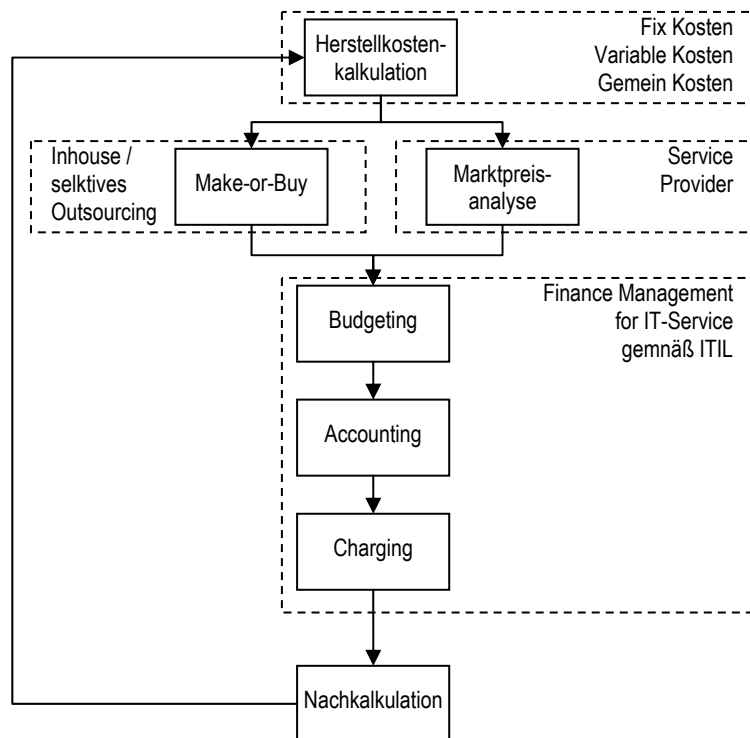 Herstellkosten-
kalkulation
Fix Kosten
Variable Kosten
Gemein Kosten
Inhouse /
selktives
Outsourcing
Make-or-Buy
Marktpreis-
analyse
Service
Provider
Budgeting
Finance Management
for IT-Service
gemnäß ITIL
Accounting
Charging
Nachkalkulation